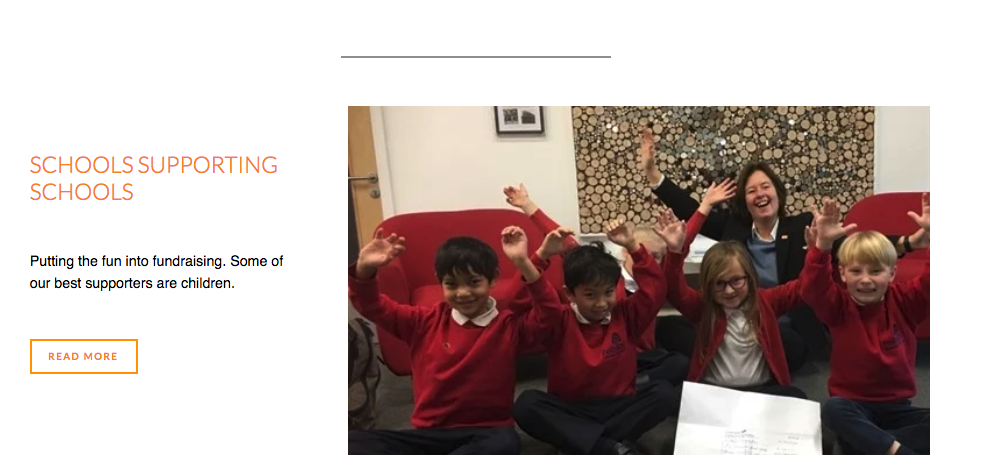 SCHOOLS SUPPORTING
SCHOOLS
Putting the fun into fundraising. Some of
our best supporters are children.
READ MORE